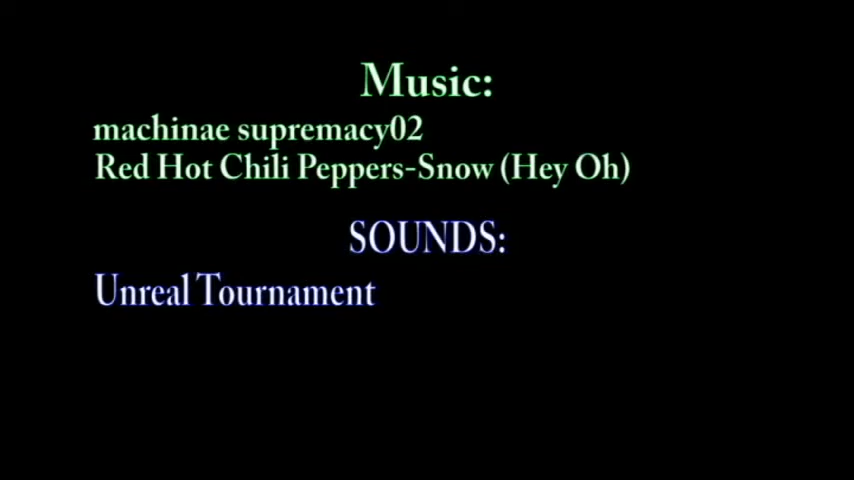 Music:
machinae supremacy02
Red Hot Chili Peppers-Snow (Hey Oh)
SOUNDS:
Unreal Tournament